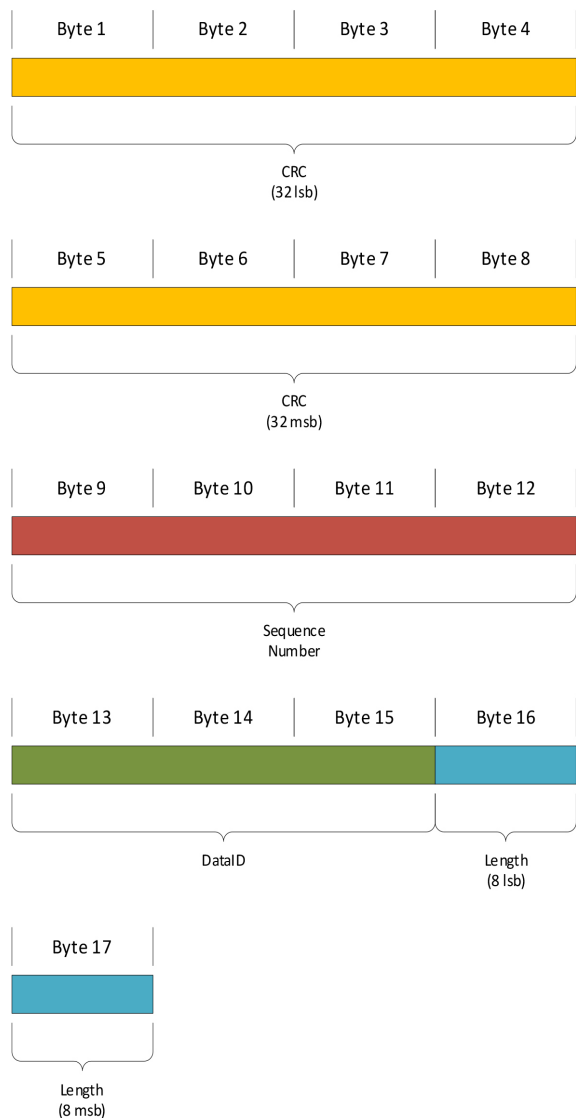 Byte 1 Byte 2 Byte 3 Byte 4
CRC
(32 lsb)
Byte 5 Byte 6 Byte 7 Byte 8
CRC
(32 msb)
Byte 9 Byte 10 Byte 11 Byte 12
Sequence
Number
Byte 13 Byte 14 Byte 15 Byte 16
DataID Length
(8 lsb)
Byte 17
Length
(8 msb)